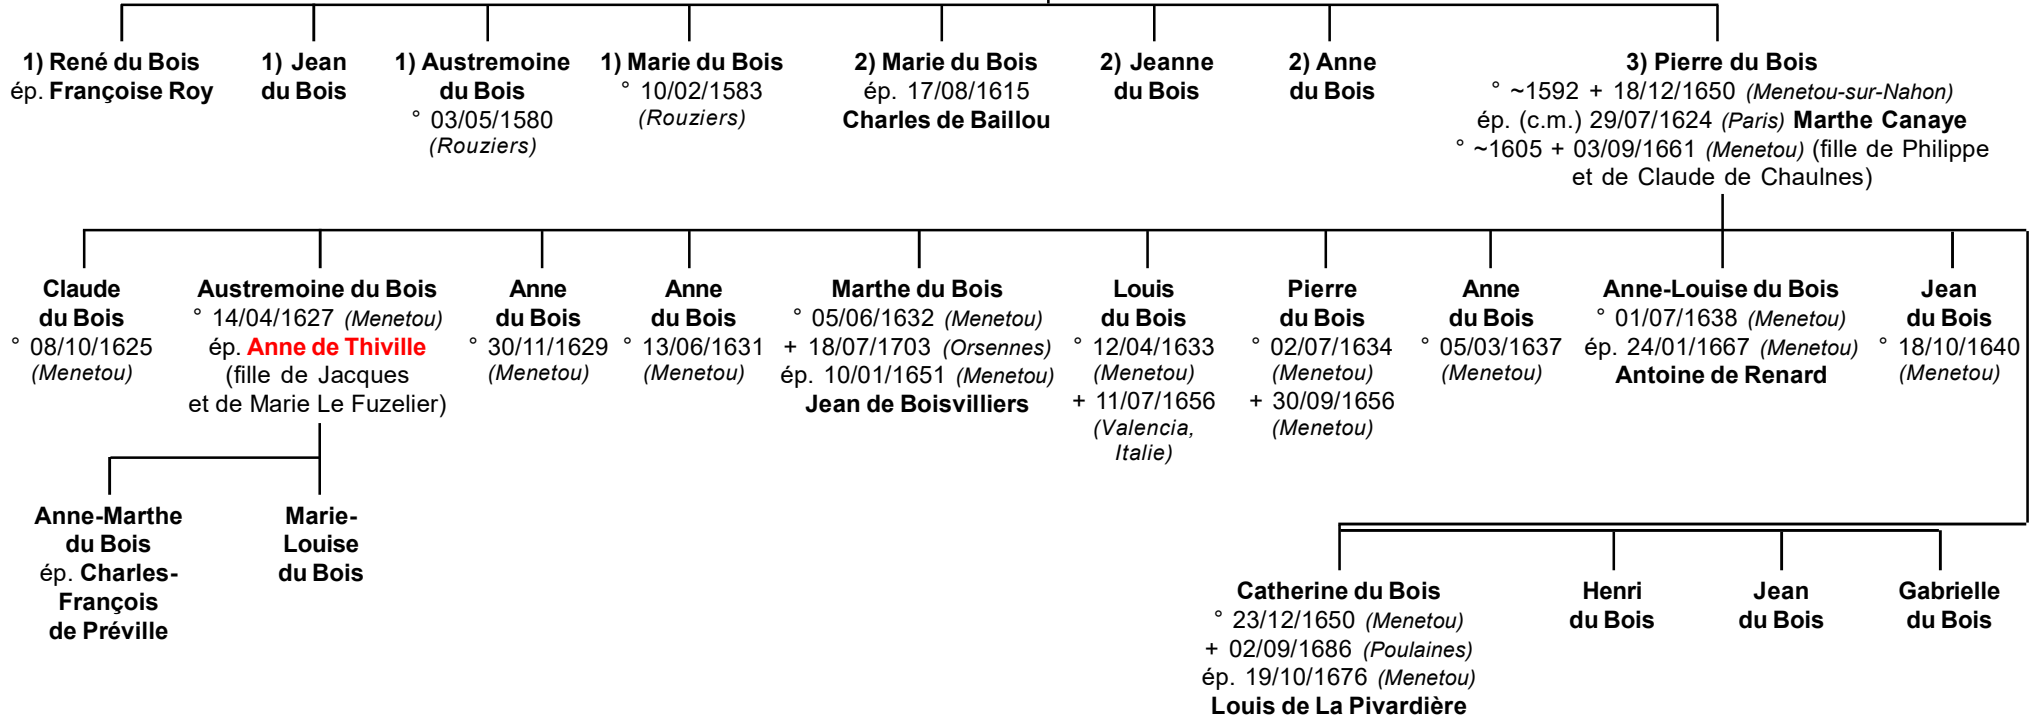 1) René du Bois
ép. Françoise Roy
1) Jean
du Bois
1) Austremoine
du Bois
° 03/05/1580
(Rouziers)
1) Marie du Bois
° 10/02/1583
(Rouziers)
2) Marie du Bois
ép. 17/08/1615
Charles de Baillou
2) Jeanne
du Bois
2) Anne
du Bois
3) Pierre du Bois
° ~1592 + 18/12/1650 (Menetou-sur-Nahon)
ép. (c.m.) 29/07/1624 (Paris) Marthe Canaye
° ~1605 + 03/09/1661 (Menetou) (fille de Philippe
et de Claude de Chaulnes)
Claude
du Bois
° 08/10/1625
(Menetou)
Austremoine du Bois
° 14/04/1627 (Menetou)
ép. Anne de Thiville
(fille de Jacques
et de Marie Le Fuzelier)
Anne
du Bois
° 30/11/1629
(Menetou)
Anne
du Bois
° 13/06/1631
(Menetou)
Marthe du Bois
° 05/06/1632 (Menetou)
+ 18/07/1703 (Orsennes)
ép. 10/01/1651 (Menetou)
Jean de Boisvilliers
Louis
du Bois
° 12/04/1633
(Menetou)
+ 11/07/1656
(Valencia,
Italie)
Pierre
du Bois
° 02/07/1634
(Menetou)
+ 30/09/1656
(Menetou)
Anne
du Bois
° 05/03/1637
(Menetou)
Anne-Louise du Bois
° 01/07/1638 (Menetou)
ép. 24/01/1667 (Menetou)
Antoine de Renard
Jean
du Bois
° 18/10/1640
(Menetou)
Anne-Marthe
du Bois
ép. Charles-
François
de Préville
Marie-
Louise
du Bois
Catherine du Bois
° 23/12/1650 (Menetou)
+ 02/09/1686 (Poulaines)
ép. 19/10/1676 (Menetou)
Louis de La Pivardière
Henri
du Bois
Jean
du Bois
Gabrielle
du Bois